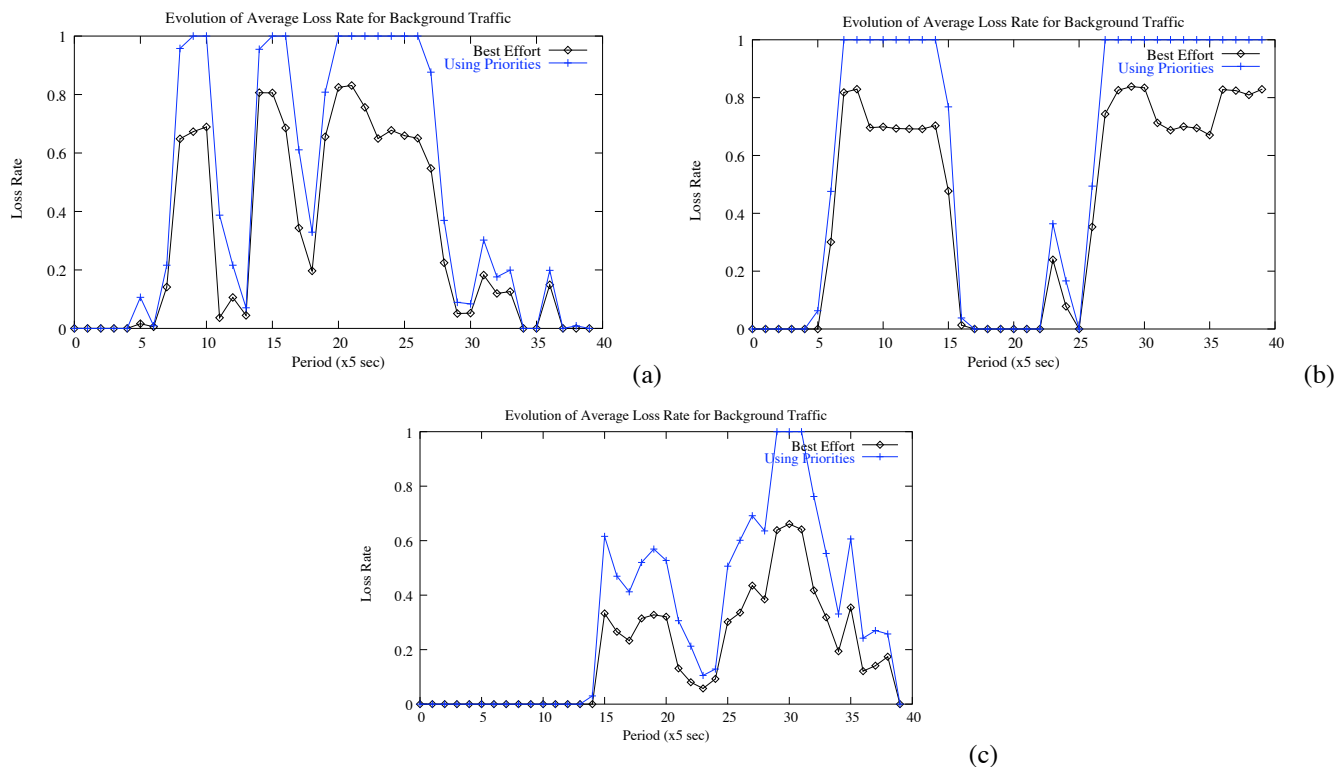 Evolution of Average Loss Rate for Background Traffic
1
0.8
0.6
0.4
0.2
0
Loss Rate
Best Effort
Using Priorities
0 5 10 15 20 25 30 35 40
Period (x5 sec)
(a)
Evolution of Average Loss Rate for Background Traffic
1
0.8
0.6
0.4
0.2
0
Loss Rate
Best Effort
Using Priorities
0 5 10 15 20 25 30 35 40
Period (x5 sec)
(b)
Evolution of Average Loss Rate for Background Traffic
1
0.8
0.6
0.4
0.2
0
Loss Rate
Best Effort
Using Priorities
0 5 10 15 20 25 30 35 40
Period (x5 sec)
(c)